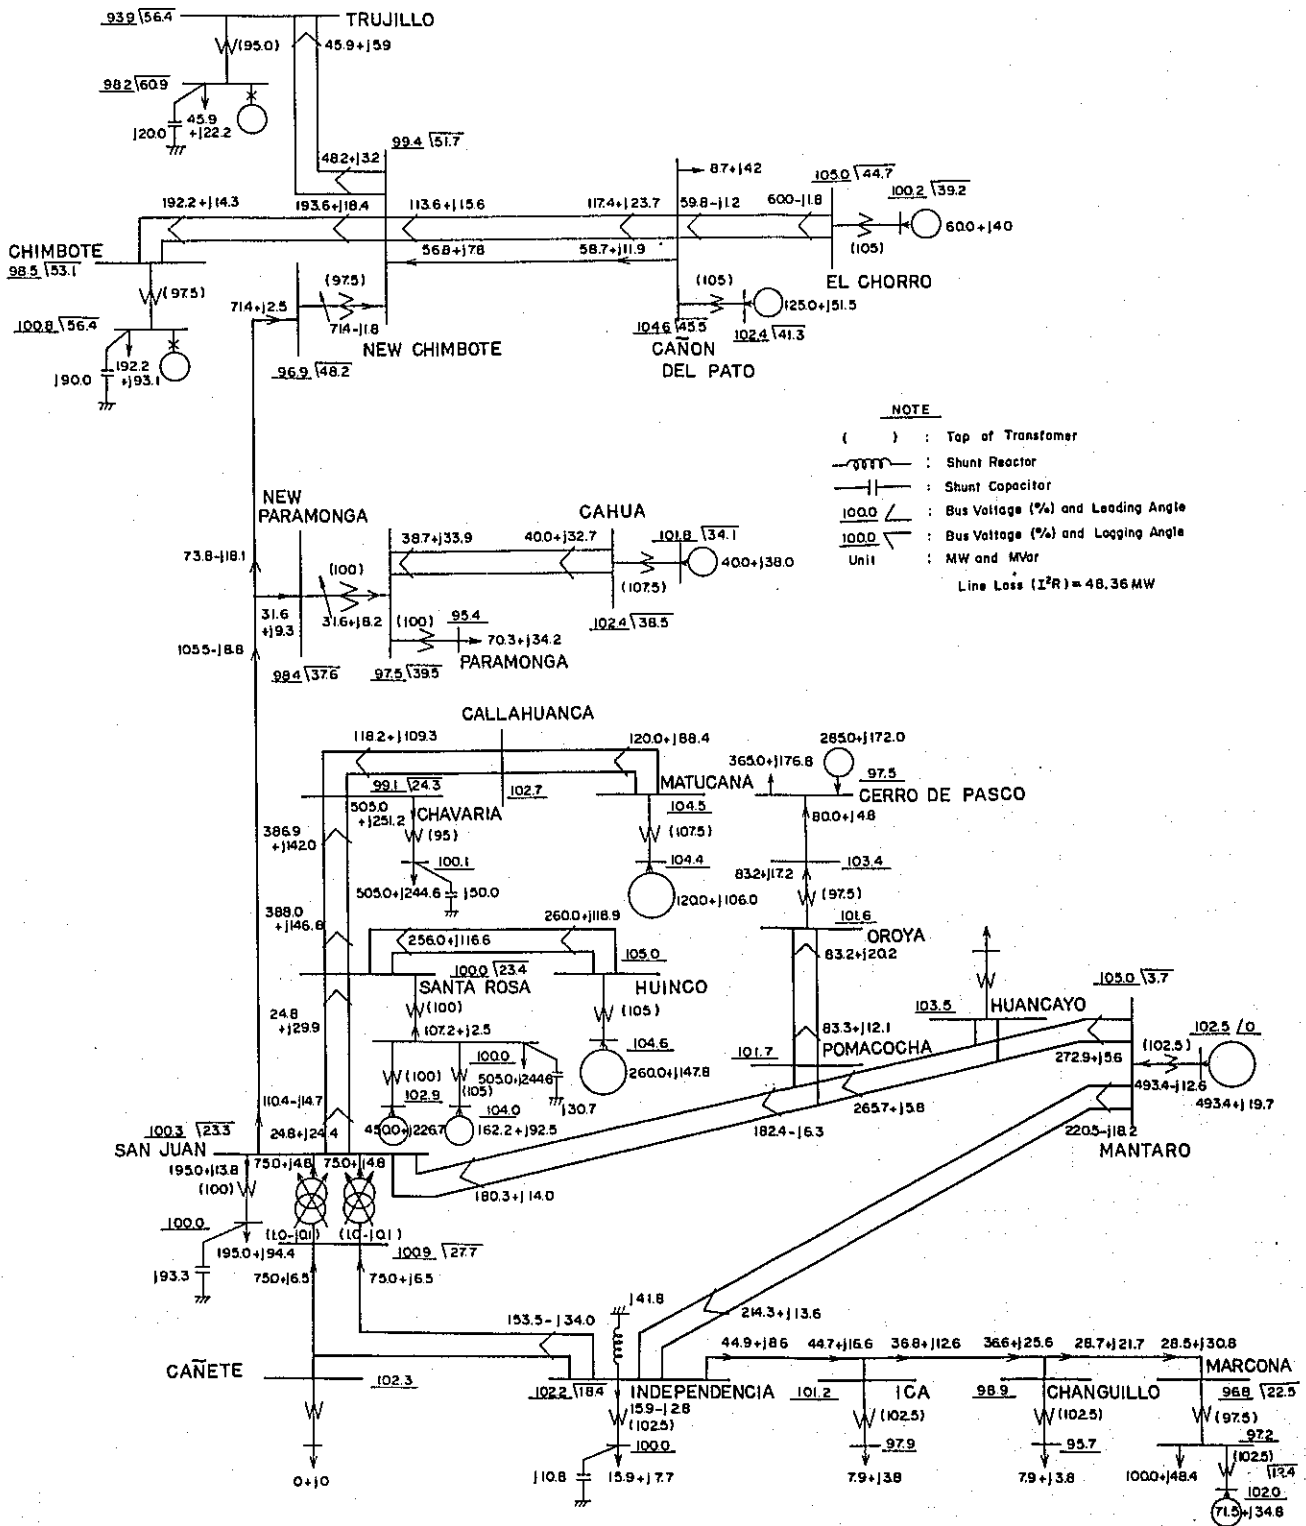 93.9 \56.4
TRUJILLO
(95.0)
45.9+j5.9
98.2 \60.9
j20.0
45.9
+j22.2
99.4 \51.7
48.2+j3.2
8.7+j4.2
105.0 \44.7
100.2 \39.2
192.2+j14.3
193.6+j18.4
113.6+j15.6
117.4+j23.7
59.8-j1.2
60.0-j1.8
60.0+j4.0
(105)
CHIMBOTE
98.5 \53.1
56.8+j7.8
58.7+j11.9
EL CHORRO
(97.5)
(97.5)
(105)
71.4+j2.5
71.4-j1.8
125.0+j51.5
100.8 \56.4
NEW CHIMBOTE
104.6 \45.5
102.4 \41.3
CAÑON
DEL PATO
96.9 \48.2
j90.0
192.2
+j93.1
NOTE
( ) : Tap of Transfomer
: Shunt Reactor
: Shunt Capacitor
100.0 / : Bus Voltage (%) and Leading Angle
100.0 \ : Bus Voltage (%) and Lagging Angle
Unit : MW and MVar
Line Loss (I²R) = 48.36 MW
NEW
PARAMONGA
CAHUA
73.8-j18.1
38.7+j33.9
40.0+j32.7
101.8 \34.1
40.0+j38.0
(100)
(107.5)
31.6
+j9.3
31.6+j8.2
(100)
95.4
102.4 \38.5
70.3+j34.2
PARAMONGA
105.5-j8.8
98.4 \37.6
97.5 \39.5
CALLAHUANCA
118.2+j109.3
120.0+j88.4
285.0+j172.0
365.0+j176.8
97.5
99.1 \24.3
102.7
MATUCANA
CERRO DE PASCO
505.0
+j251.2
CHAVARIA
104.5
80.0+j4.8
(95)
(107.5)
386.9
+j142.0
100.1
104.4
103.4
83.2+j17.2
505.0+j244.6
j50.0
120.0+j106.0
(97.5)
101.6
388.0
+j146.8
260.0+j118.9
256.0+j116.6
OROYA
83.2+j20.2
105.0
100.0 \23.4
SANTA ROSA
HUINCO
105.0 \3.7
(100)
(105)
103.5
HUANCAYO
24.8
+j29.9
107.2+j2.5
104.6
83.3+j12.1
POMACOCHA
102.5 /0
(102.5)
100.0
101.7
272.9+j5.6
(100)
(105)
505.0+j244.6
260.0+j147.8
493.4-j12.6
102.9
104.0
j30.7
265.7+j5.8
493.4+j19.7
110.4-j14.7
450.0+j226.7
162.2+j92.5
182.4-j6.3
220.5-j18.2
MANTARO
100.3 \23.3
24.8+j24.4
SAN JUAN
195.0+j13.8
75.0+j4.8
75.0+j4.8
180.3+j14.0
(100)
100.0
(1.0-j0.1)
(1.0-j0.1)
195.0+j94.4
100.9 \27.7
j93.3
75.0+j6.5
75.0+j6.5
j41.8
214.3+j13.6
153.5-j34.0
44.9+j8.6
44.7+j16.6
36.8+j12.6
36.6+j25.6
28.7+j21.7
28.5+j30.8
CAÑETE
102.3
102.2 \18.4
INDEPENDENCIA
101.2
ICA
98.9
CHANGUILLO
MARCONA
96.8 \22.5
15.9-j2.8
(102.5)
(102.5)
(102.5)
(97.5)
100.0
97.9
95.7
97.2
(102.5)
0+j0
j10.8
15.9+j7.7
7.9+j3.8
7.9+j3.8
100.0+j48.4
\12.4
102.0
71.5+j34.8